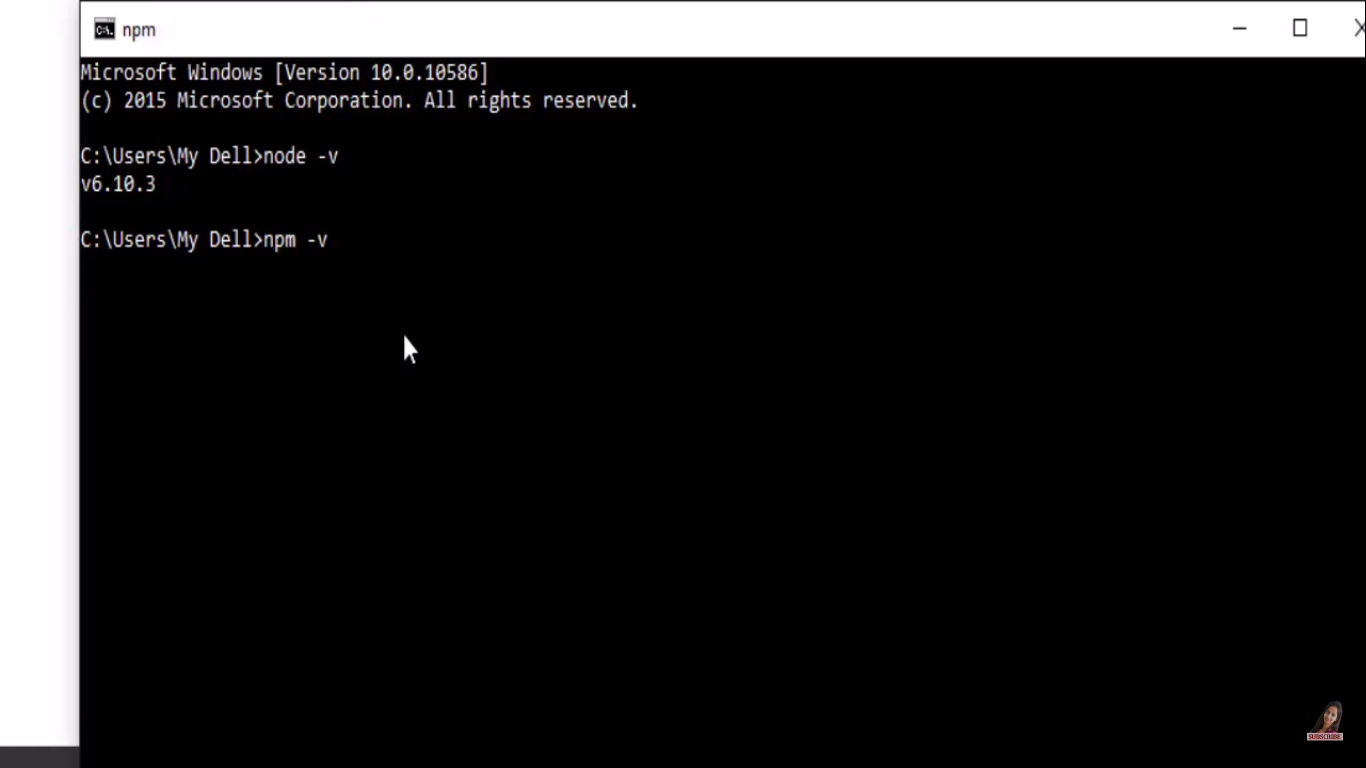 npm
Microsoft Windows [Version 10.0.10586]
(c) 2015 Microsoft Corporation. All rights reserved.
C:\Users\My Dell>node -v
v6.10.3
C:\Users\My Dell>npm -v
SUBSCRIBE